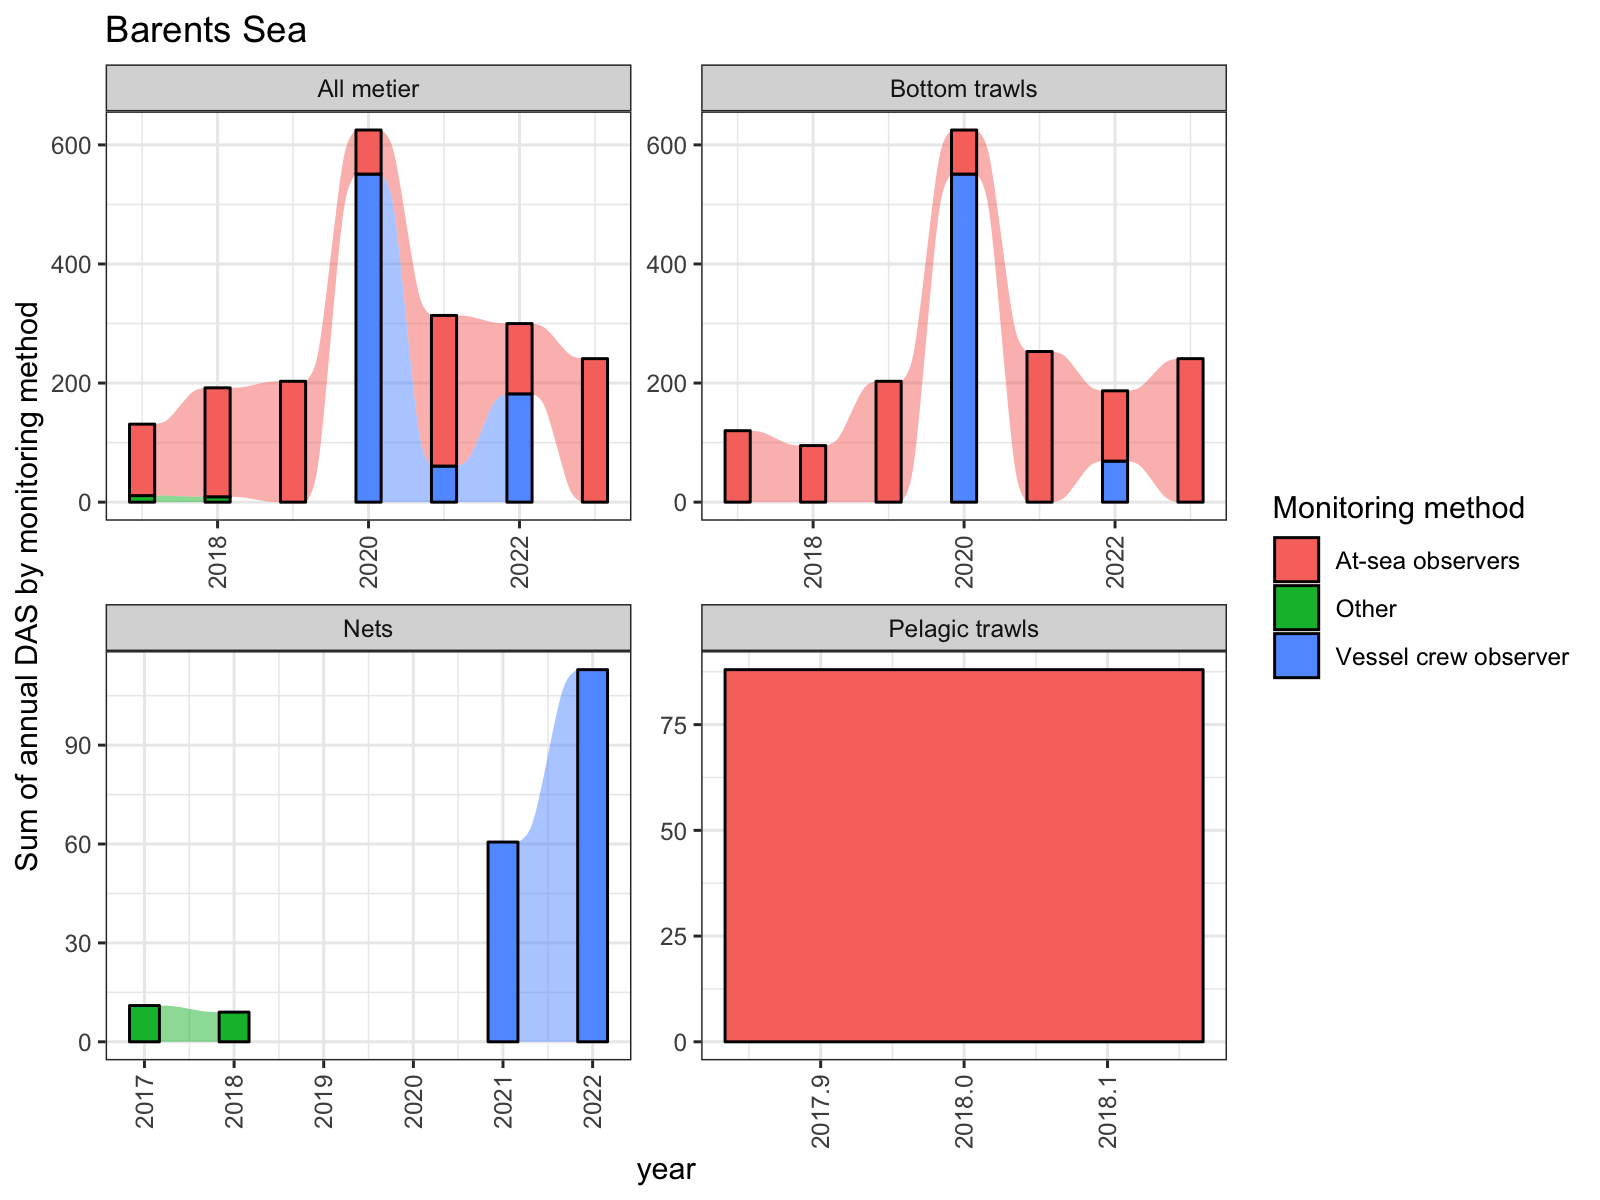 Barents Sea
All metier
Bottom trawls
600
400
200
0
2018
2020
2022
600
400
200
0
2018
2020
2022
Sum of annual DAS by monitoring method
Nets
Pelagic trawls
90
60
30
0
2017
2018
2019
2020
2021
2022
75
50
25
0
2017.9
2018.0
2018.1
year
Monitoring method
At-sea observers
Other
Vessel crew observer